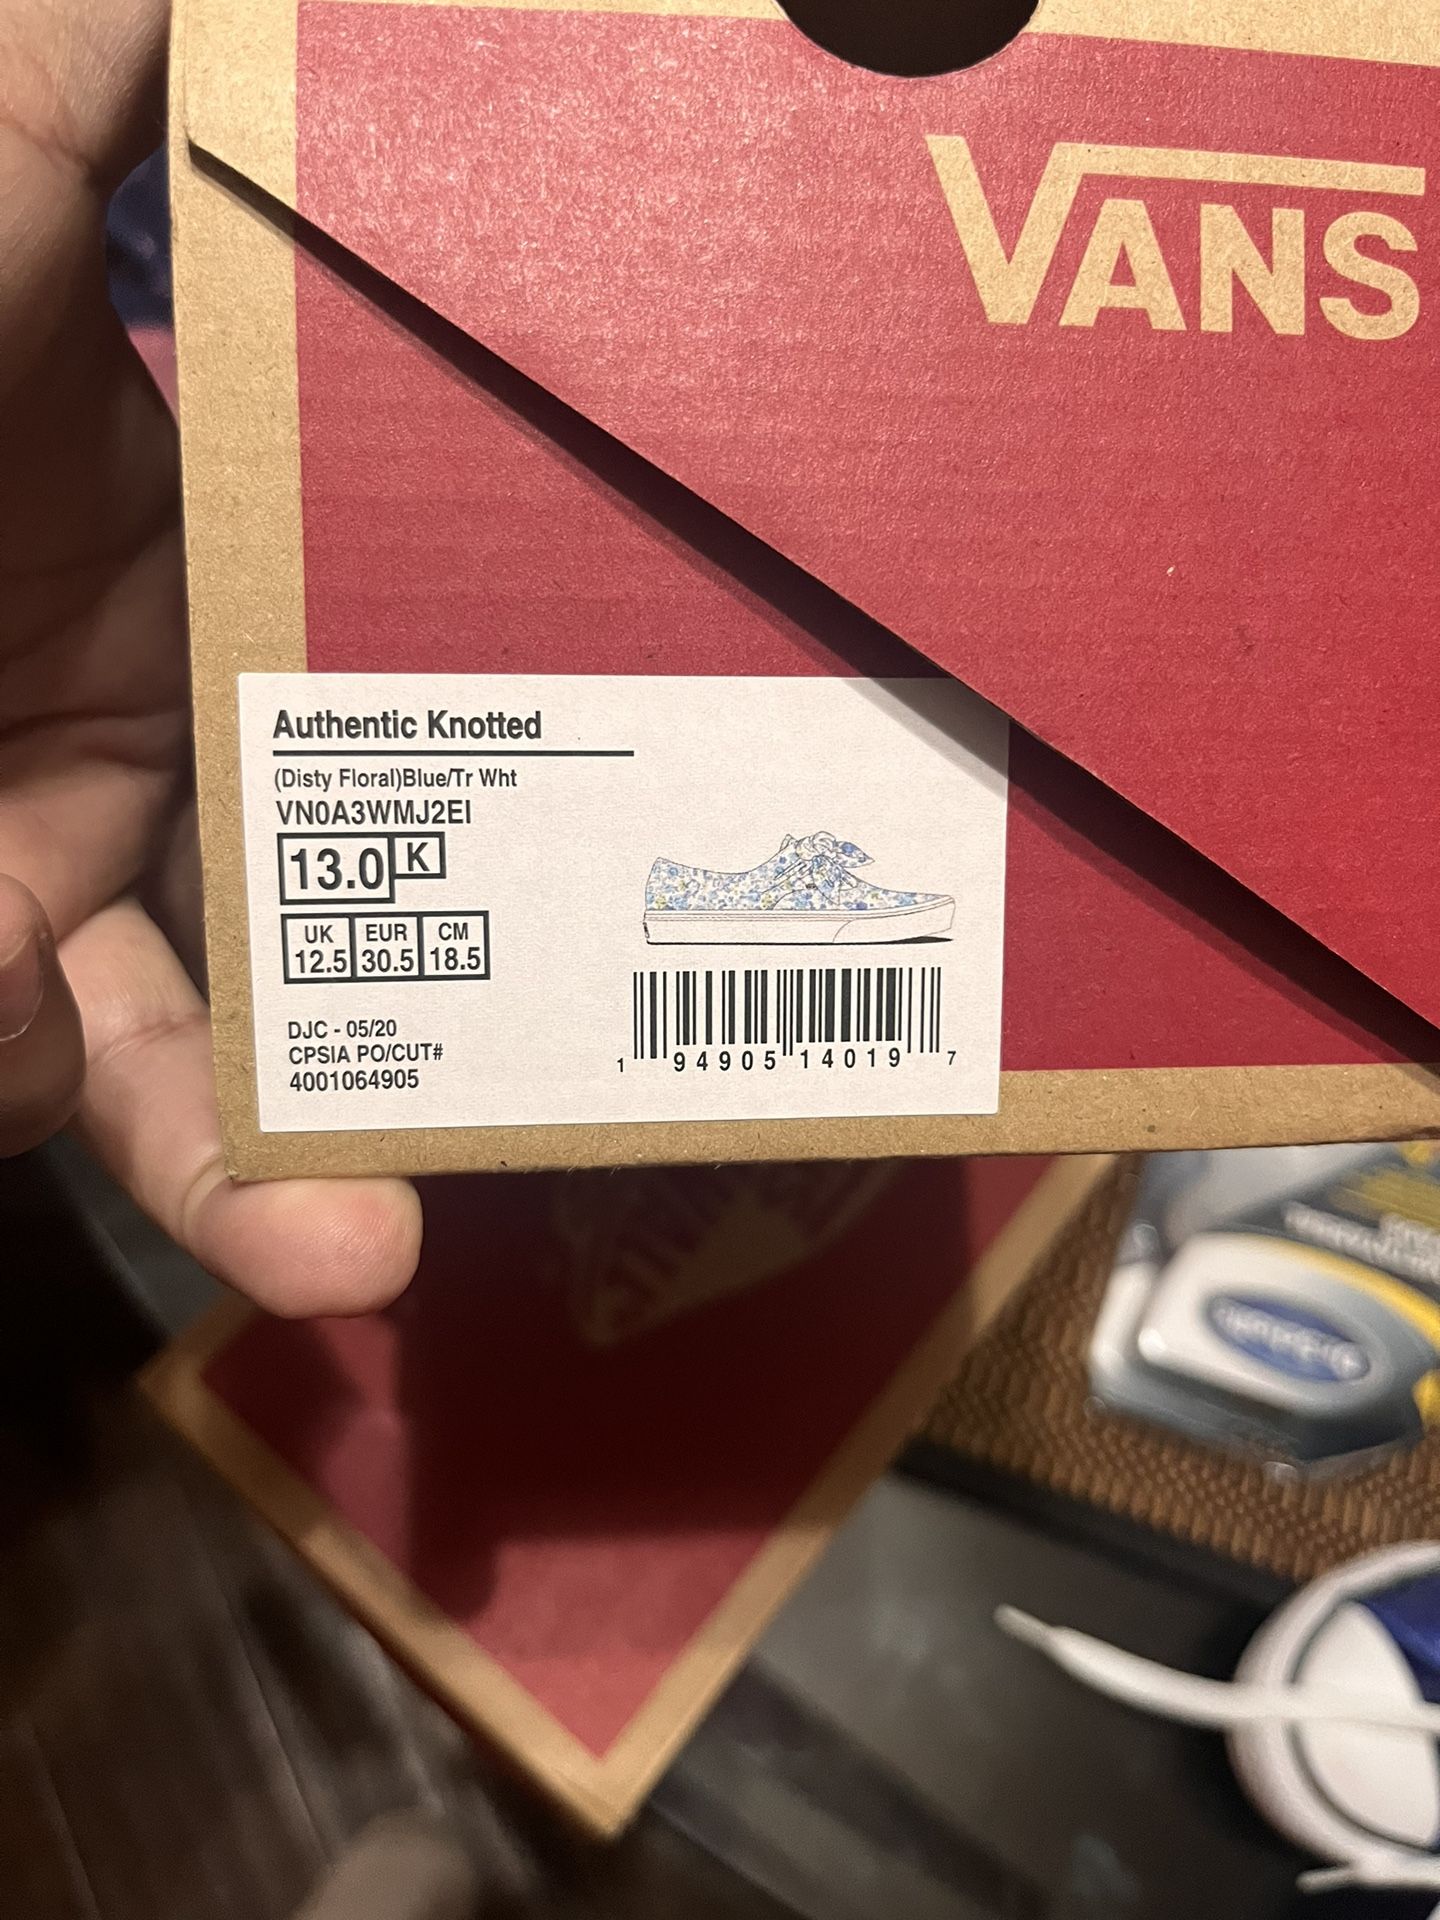 VANS
Authentic Knotted
(Disty Floral)Blue/Tr Wht
VN0A3WMJ2EI
13.0 K
UK EUR CM
12.5 30.5 18.5
DJC - 05/20
CPSIA PO/CUT#
4001064905
1 94905 14019 7